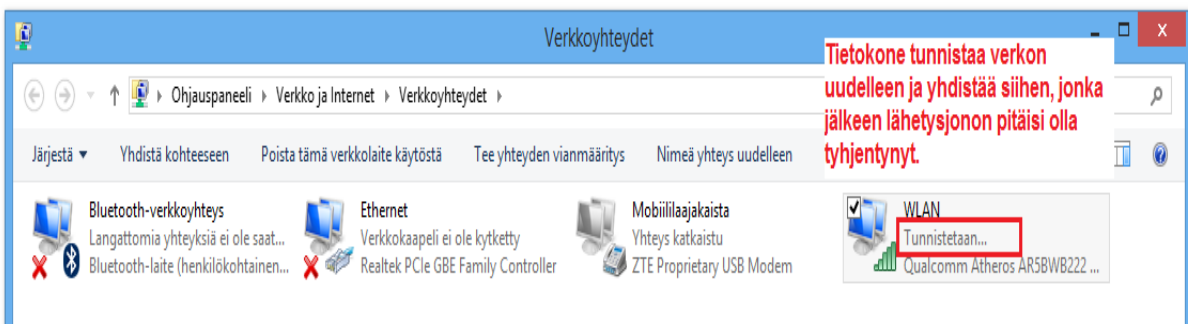 Verkkoyhteydet
Tietokone tunnistaa verkon
uudelleen ja yhdistää siihen, jonka
jälkeen lähetysjonon pitäisi olla
tyhjentynyt.
Ohjauspaneeli ▸ Verkko ja Internet ▸ Verkkoyhteydet ▸
Järjestä ▾ Yhdistä kohteeseen Poista tämä verkkolaite käytöstä Tee yhteyden vianmääritys Nimeä yhteys uudelleen
Bluetooth-verkkoyhteys
Langattomia yhteyksiä ei ole saat...
Bluetooth-laite (henkilökohtainen...
Ethernet
Verkkokaapeli ei ole kytketty
Realtek PCIe GBE Family Controller
Mobiililaajakaista
Yhteys katkaistu
ZTE Proprietary USB Modem
WLAN
Tunnistetaan...
Qualcomm Atheros AR5BWB222 ...